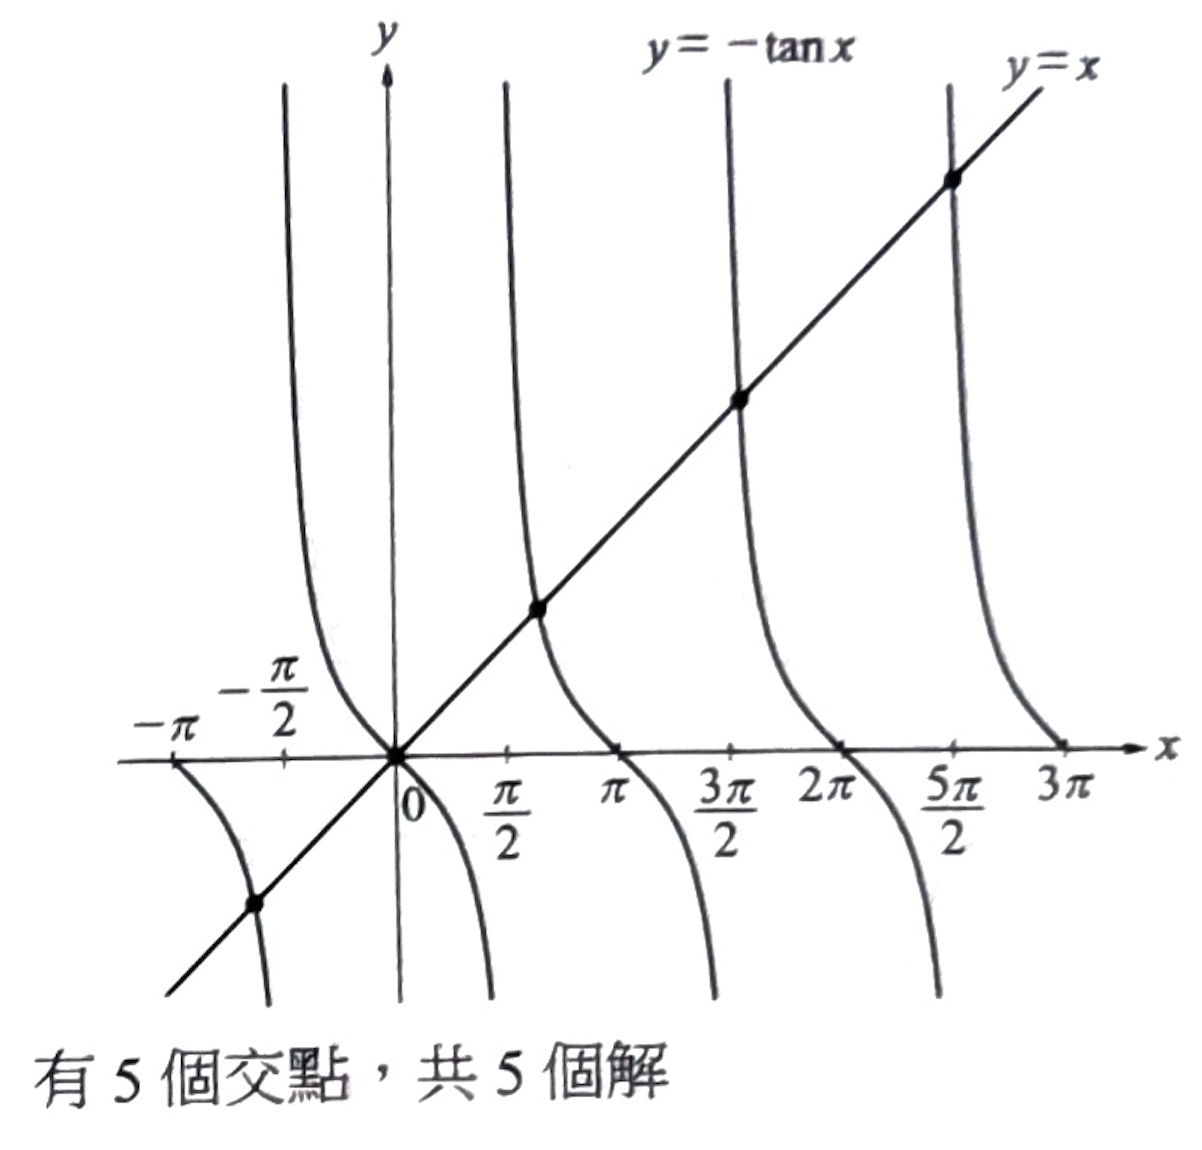 y
y = −tan x
y = x
−π
−π/2
x
0
π/2
π
3π/2
2π
5π/2
3π
有 5 個交點，共 5 個解